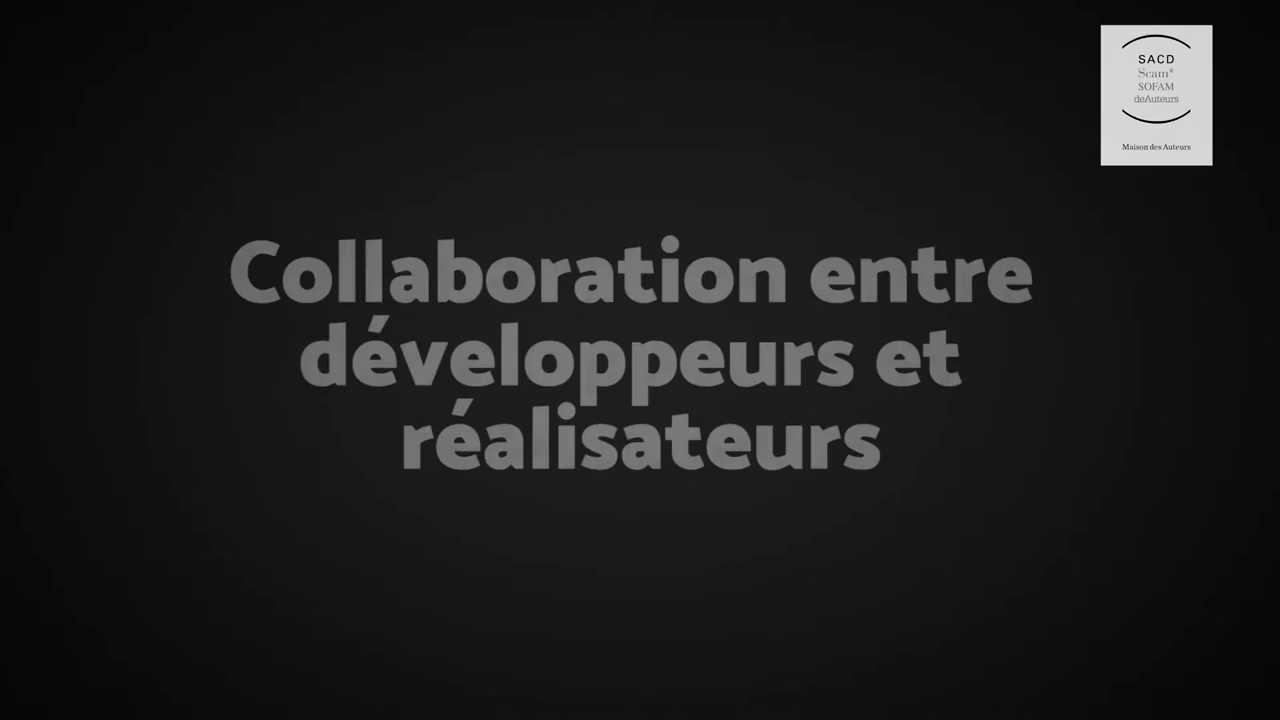 SACD
Scam*
SOFAM
deAuteurs
Maison des Auteurs
Collaboration entre
développeurs et
réalisateurs